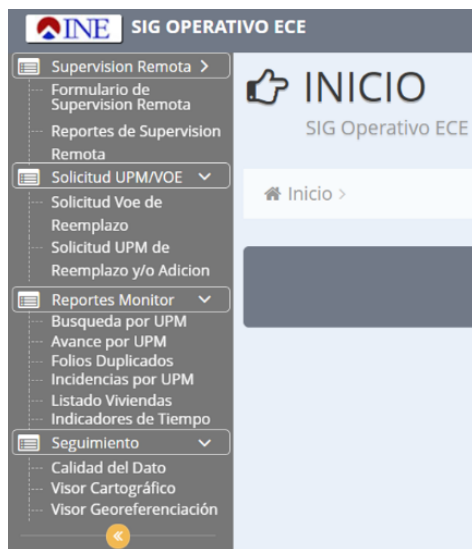 INE SIG OPERATIVO ECE
Supervision Remota >
Formulario de
Supervision Remota
Reportes de Supervision
Remota
Solicitud UPM/VOE
Solicitud Voe de
Reemplazo
Solicitud UPM de
Reemplazo y/o Adicion
Reportes Monitor
Busqueda por UPM
Avance por UPM
Folios Duplicados
Incidencias por UPM
Listado Viviendas
Indicadores de Tiempo
Seguimiento
Calidad del Dato
Visor Cartográfico
Visor Georeferenciación
INICIO
SIG Operativo ECE
Inicio >